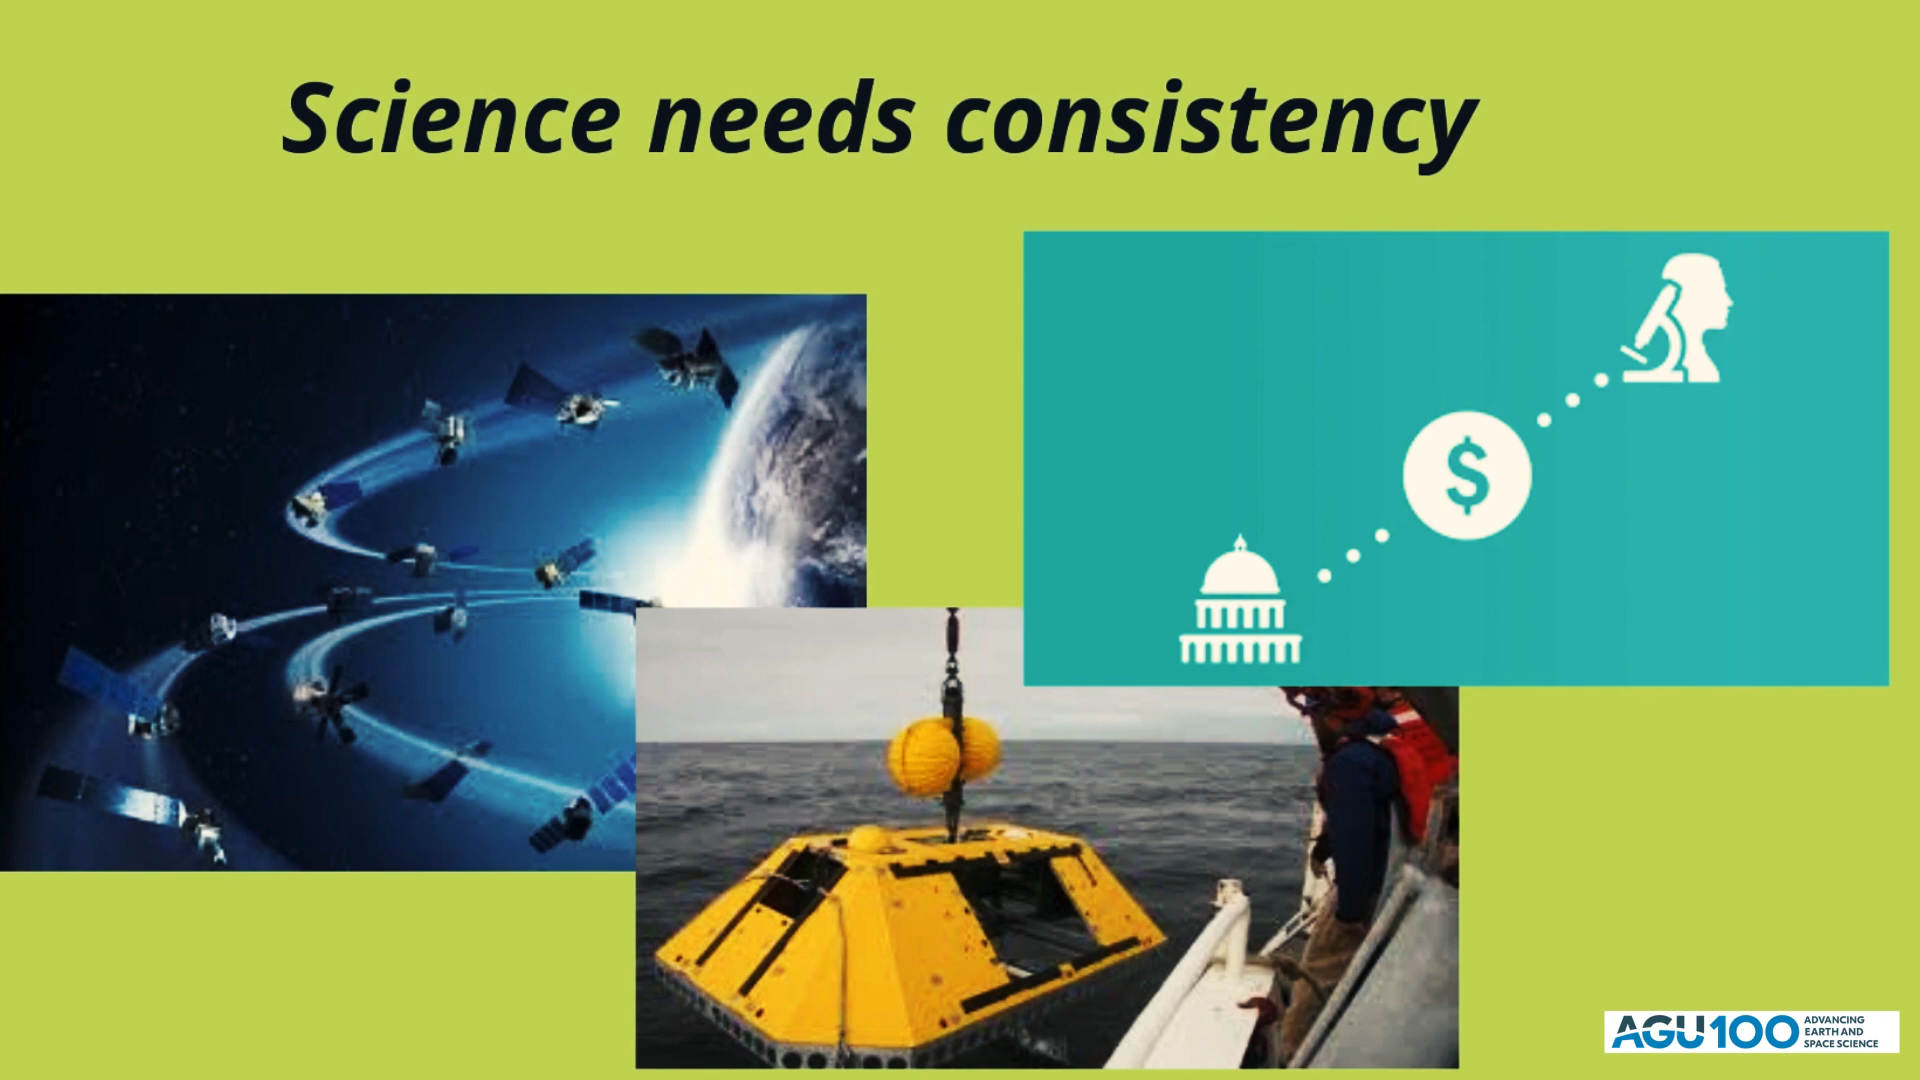 Science needs consistency
$
AGU100
ADVANCING
EARTH AND
SPACE SCIENCE